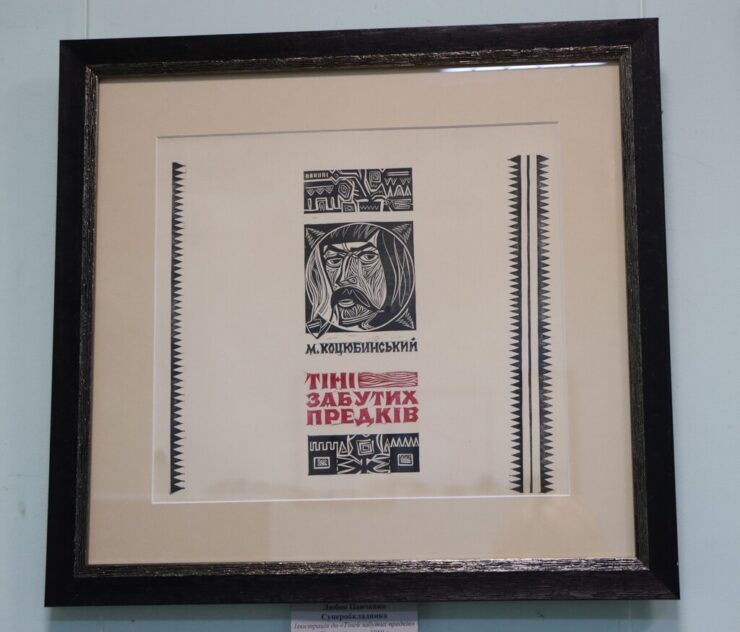 М. КОЦЮБИНСЬКИЙ
ТІНІ
ЗАБУТИХ
ПРЕДКІВ
Любов Панченко
Суперобкладинка
Ілюстрація до «Тіней забутих предків»